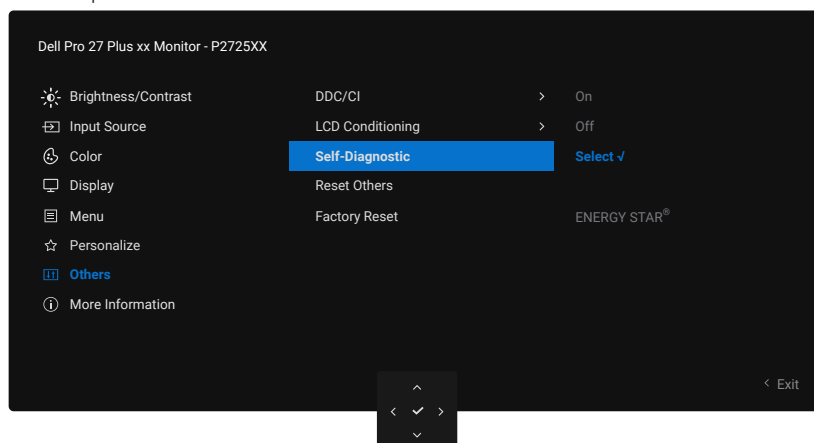 Dell Pro 27 Plus xx Monitor - P2725XX
Brightness/Contrast
Input Source
Color
Display
Menu
Personalize
Others
More Information
DDC/CI > On
LCD Conditioning > Off
Self-Diagnostic Select √
Reset Others
Factory Reset ENERGY STAR®
< Exit